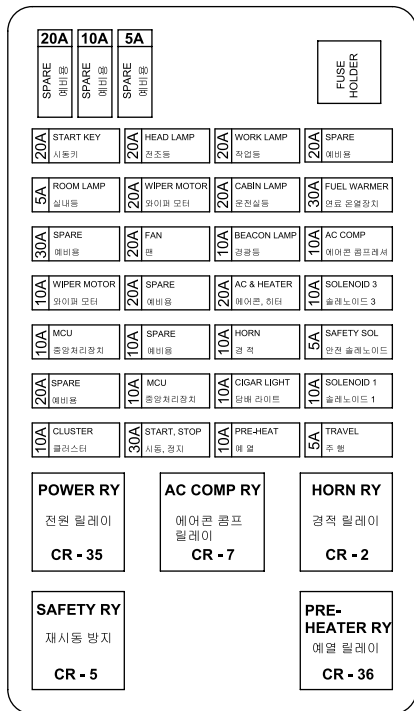 20A 10A 5A
SPARE
예비용
SPARE
예비용
SPARE
예비용
FUSE
HOLDER
20A START KEY
시동키
20A HEAD LAMP
전조등
20A WORK LAMP
작업등
20A SPARE
예비용
5A ROOM LAMP
실내등
20A WIPER MOTOR
와이퍼 모터
20A CABIN LAMP
운전실등
30A FUEL WARMER
연료 온열장치
30A SPARE
예비용
20A FAN
팬
10A BEACON LAMP
경광등
10A AC COMP
에어콘 콤프레셔
10A WIPER MOTOR
와이퍼 모터
20A SPARE
예비용
20A AC & HEATER
에어콘, 히터
10A SOLENOID 3
솔레노이드 3
10A MCU
중앙처리장치
10A SPARE
예비용
10A HORN
경 적
5A SAFETY SOL
안전 솔레노이드
20A SPARE
예비용
10A MCU
중앙처리장치
10A CIGAR LIGHT
담배 라이트
10A SOLENOID 1
솔레노이드 1
10A CLUSTER
클러스터
30A START, STOP
시동, 정지
10A PRE-HEAT
예 열
5A TRAVEL
주 행
POWER RY
전원 릴레이
CR - 35
AC COMP RY
에어콘 콤프
릴레이
CR - 7
HORN RY
경적 릴레이
CR - 2
SAFETY RY
재시동 방지
CR - 5
PRE-
HEATER RY
예열 릴레이
CR - 36